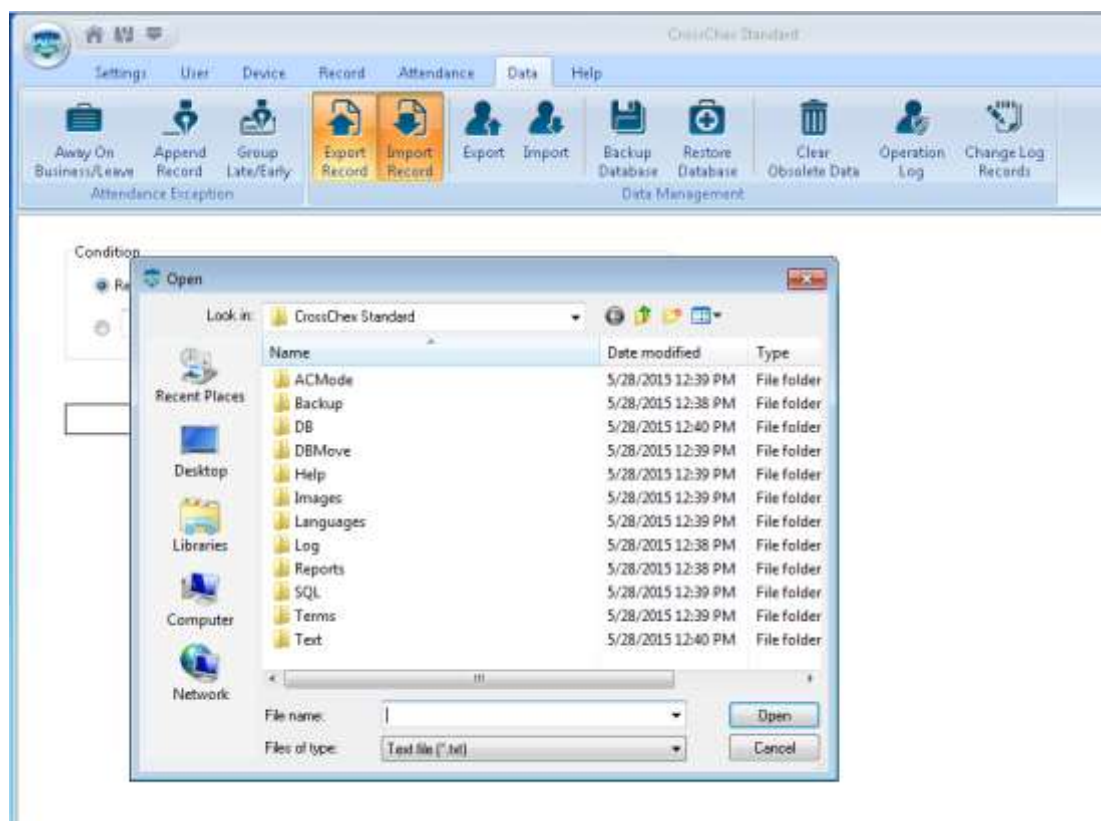 CrossChex Standard
Settings User Device Record Attendance Data Help
Away On Business/Leave
Append Record
Group Late/Early
Export Record
Import Record
Export
Import
Backup Database
Restore Database
Clear Obsolete Data
Operation Log
Change Log Records
Attendance Exception
Data Management
Condition
Re
Open
Look in: CrossChex Standard
Name Date modified Type
ACMode 5/28/2015 12:39 PM File folder
Backup 5/28/2015 12:38 PM File folder
DB 5/28/2015 12:40 PM File folder
DBMove 5/28/2015 12:39 PM File folder
Help 5/28/2015 12:39 PM File folder
Images 5/28/2015 12:39 PM File folder
Languages 5/28/2015 12:39 PM File folder
Log 5/28/2015 12:38 PM File folder
Reports 5/28/2015 12:38 PM File folder
SQL 5/28/2015 12:39 PM File folder
Terms 5/28/2015 12:39 PM File folder
Text 5/28/2015 12:40 PM File folder
Recent Places
Desktop
Libraries
Computer
Network
File name:
Open
Files of type: Text file (*.txt)
Cancel